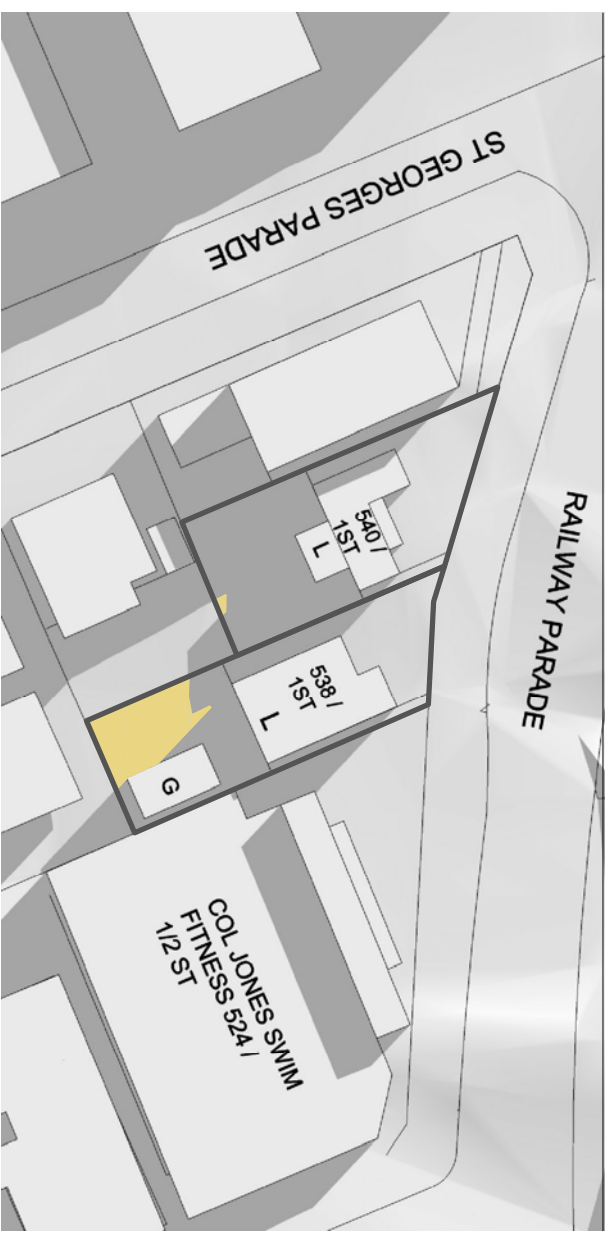 ST GEORGES PARADE
RAILWAY PARADE
540 /
1ST
L
538 /
1ST
L
G
COL JONES SWIM
FITNESS 524 /
1/2 ST